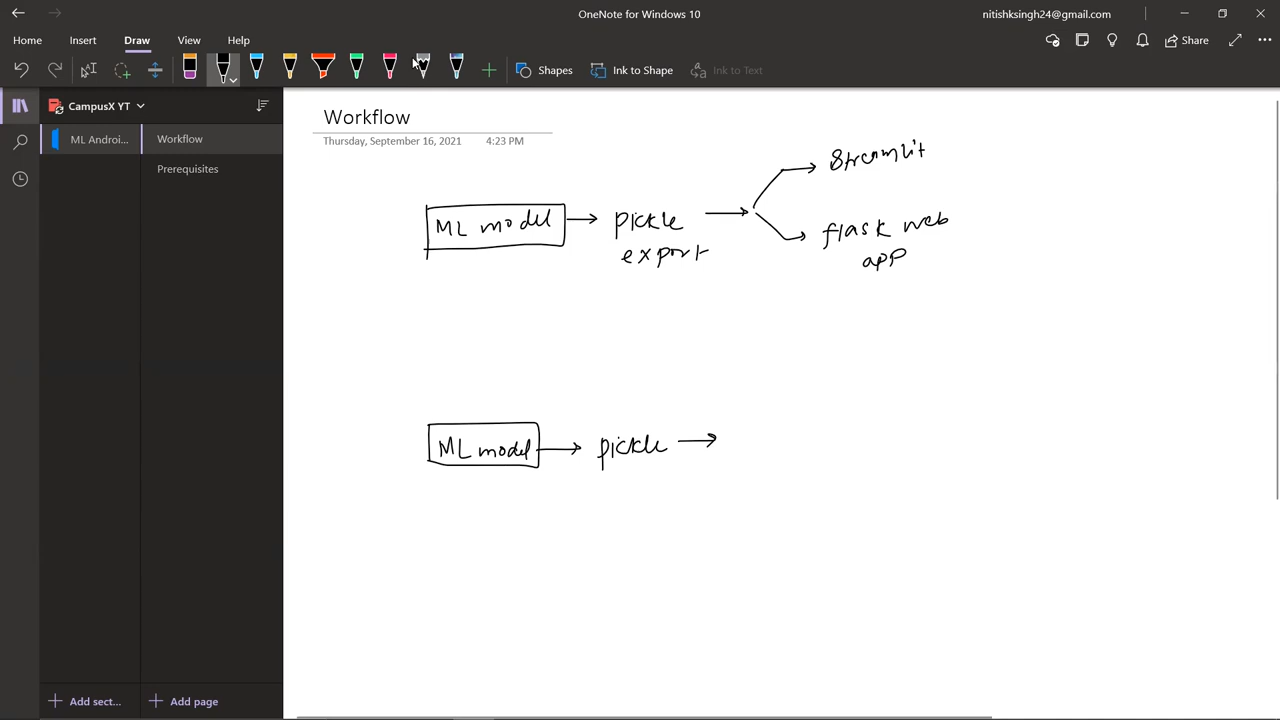 OneNote for Windows 10
nitishksingh24@gmail.com
Home
Insert
Draw
View
Help
Share
Shapes
Ink to Shape
Ink to Text
CampusX YT
ML Androi...
Workflow
Prerequisites
Workflow
Thursday, September 16, 2021 4:23 PM
ML model
pickle
export
Streamlit
flask web
app
ML model
pickle
Add sect...
Add page